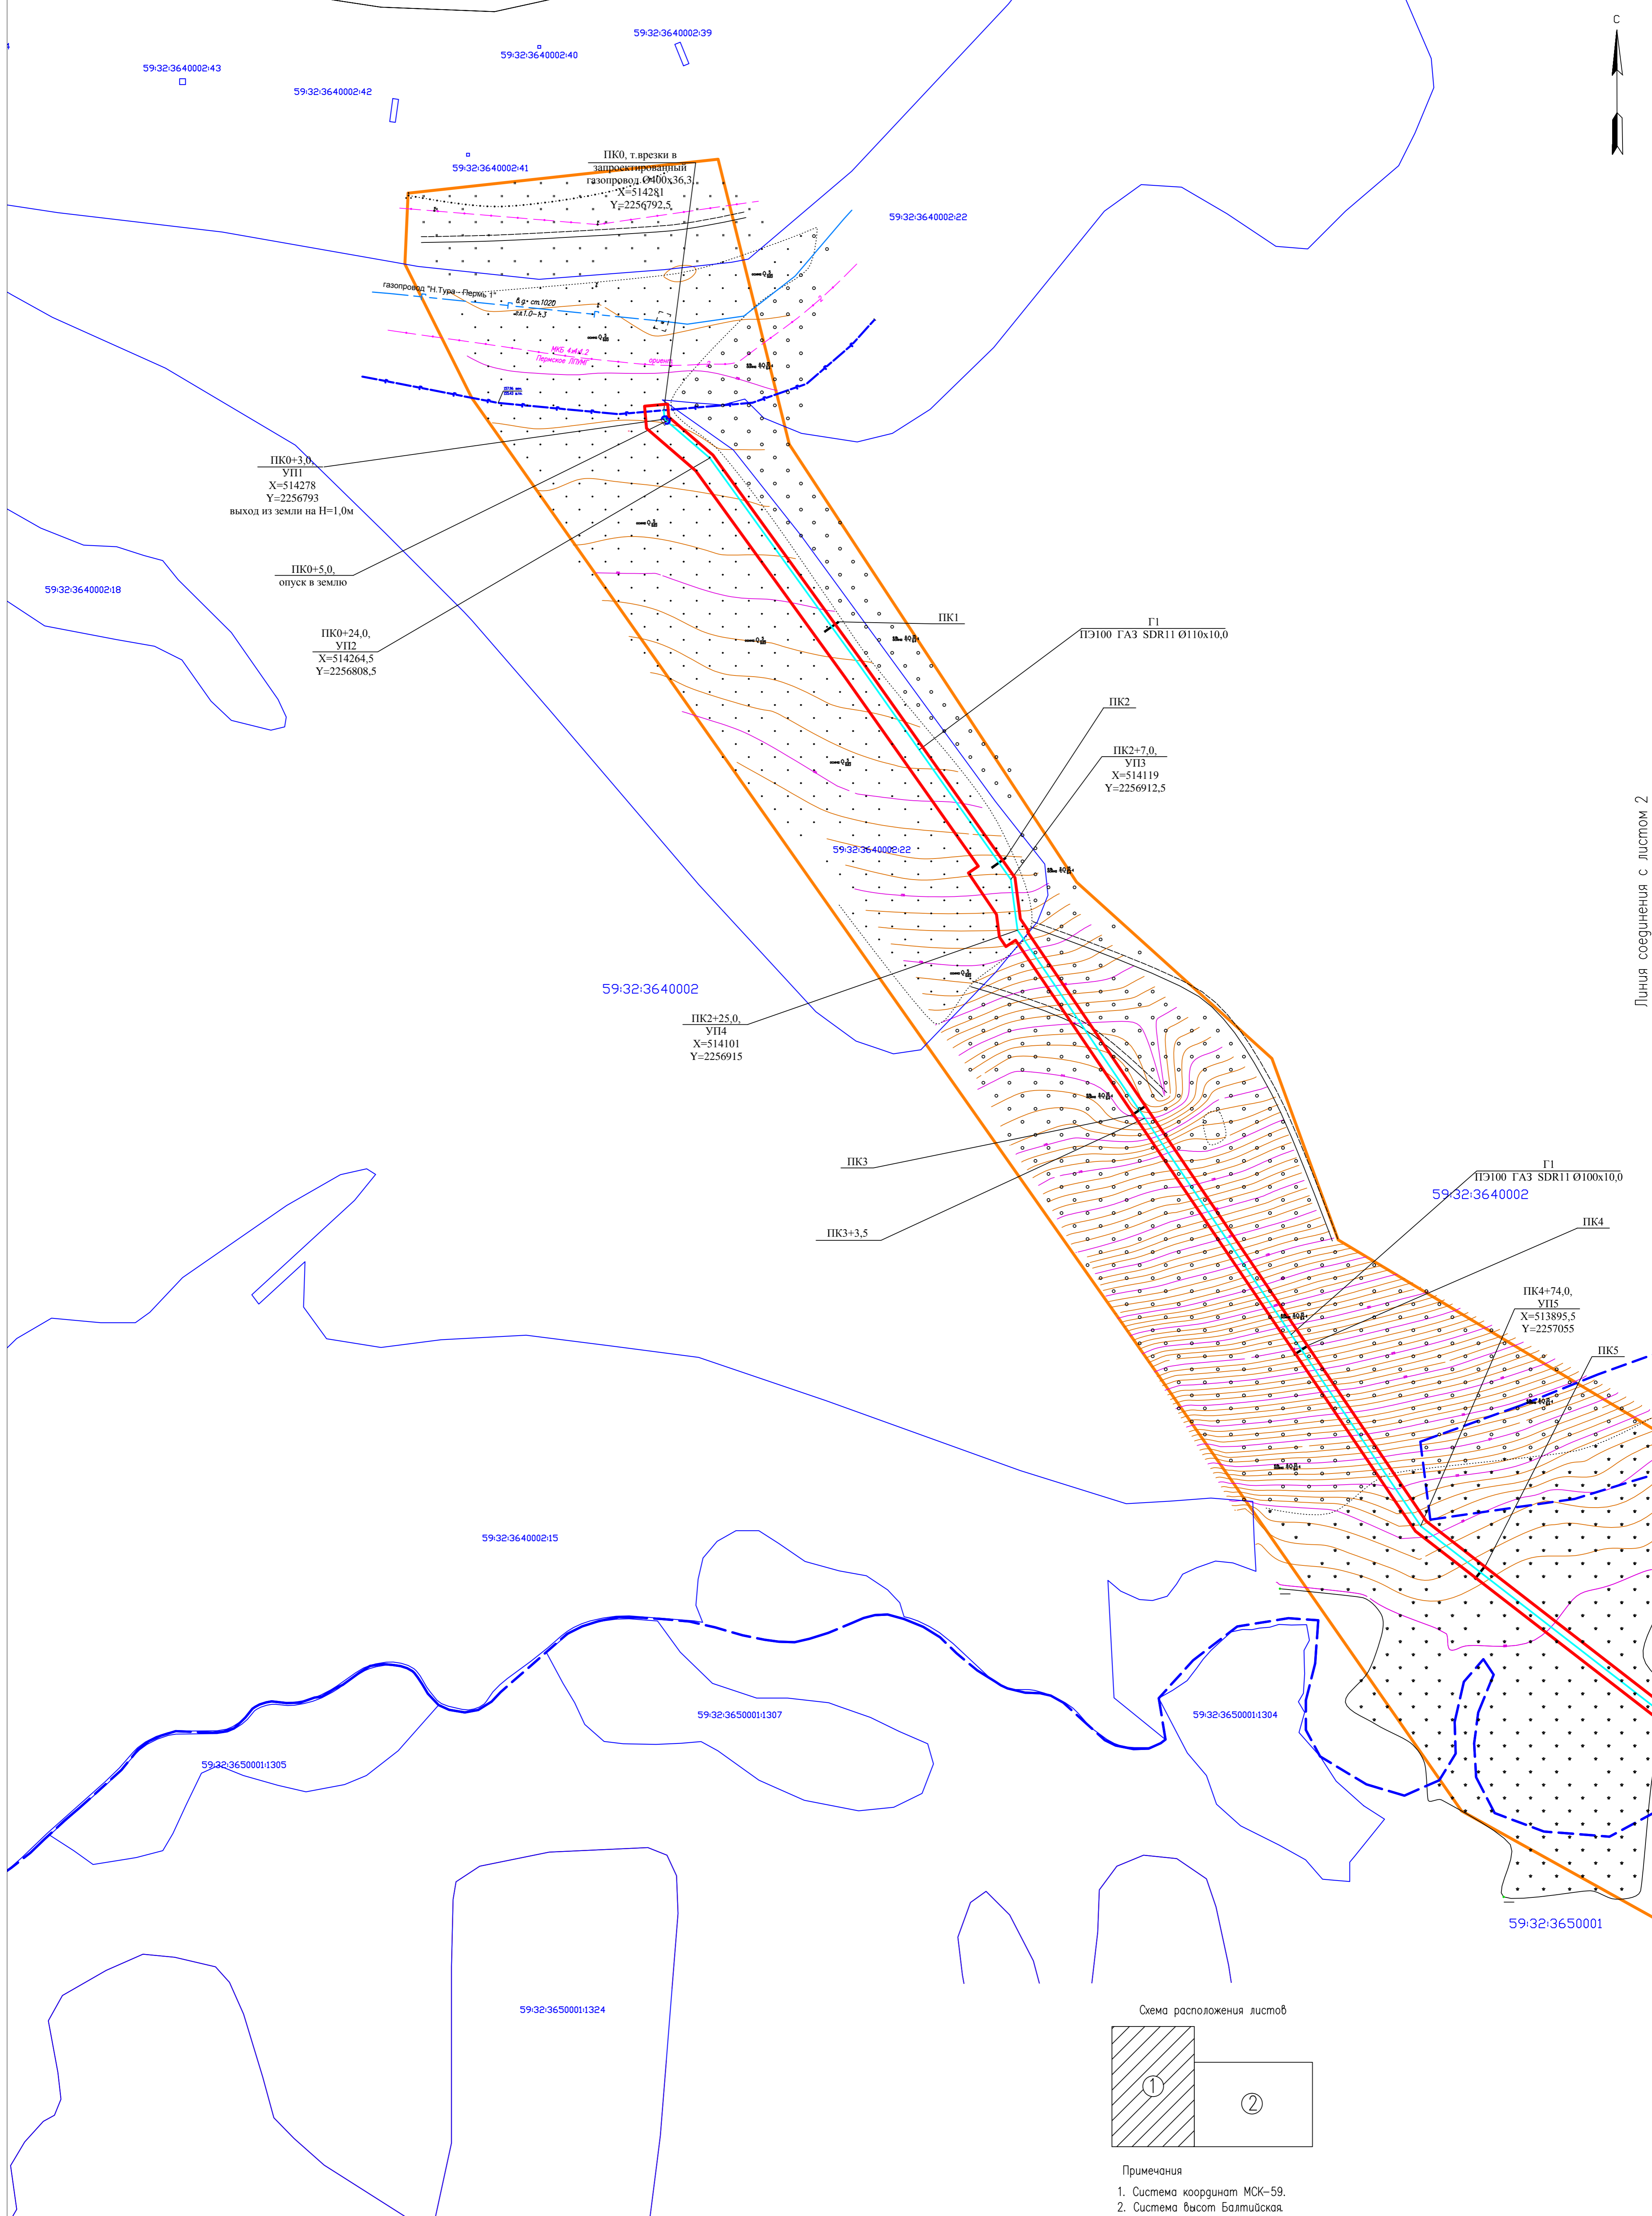 С
59:32:3640002:39
59:32:3640002:40
59:32:3640002:43
59:32:3640002:42
59:32:3640002:41
ПК0, т.врезки в
запроектированный
газопровод Ø400х36,3
X=514281
Y=2256792,5
59:32:3640002:22
газопровод "Н.Тура - Пермь 1"
в.д. ст.1020
МКБ 4х4х1.2
Пермское ЛПУМГ
ориент.
ПК0+3,0,
УП1
X=514278
Y=2256793
выход из земли на H=1,0м
ПК0+5,0,
опуск в землю
59:32:3640002:18
ПК0+24,0,
УП2
X=514264,5
Y=2256808,5
ПК1
Г1
ПЭ100 ГАЗ SDR11 Ø110х10,0
ПК2
ПК2+7,0,
УП3
X=514119
Y=2256912,5
Линия соединения с листом 2
59:32:3640002:22
59:32:3640002
ПК2+25,0,
УП4
X=514101
Y=2256915
ПК3
Г1
ПЭ100 ГАЗ SDR11 Ø100х10,0
59:32:3640002
ПК4
ПК3+3,5
ПК4+74,0,
УП5
X=513895,5
Y=2257055
ПК5
59:32:3640002:15
59:32:3650001:1307
59:32:3650001:1304
59:32:3650001:1305
59:32:3650001
59:32:3650001:1324
Схема расположения листов
1
2
Примечания
1. Система координат МСК-59.
2. Система высот Балтийская.